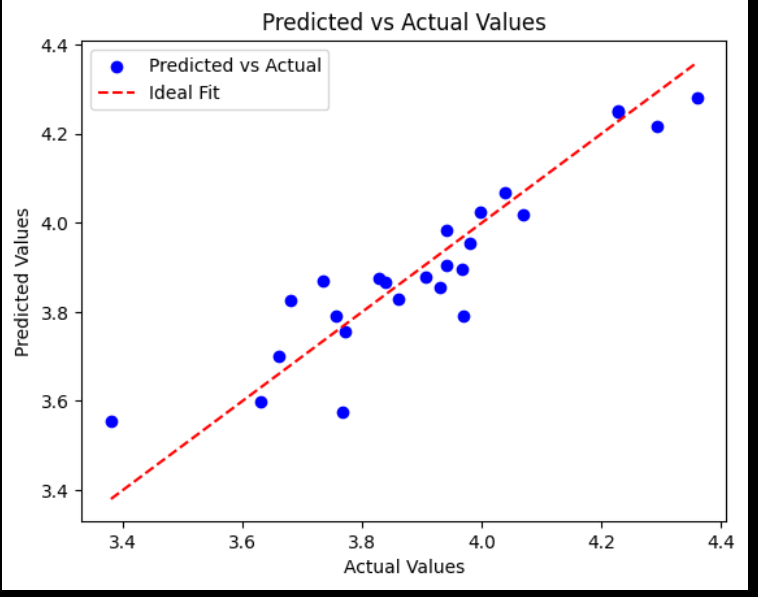 Predicted vs Actual Values
Predicted vs Actual
Ideal Fit
Predicted Values
4.4
4.2
4.0
3.8
3.6
3.4
3.4 3.6 3.8 4.0 4.2 4.4
Actual Values